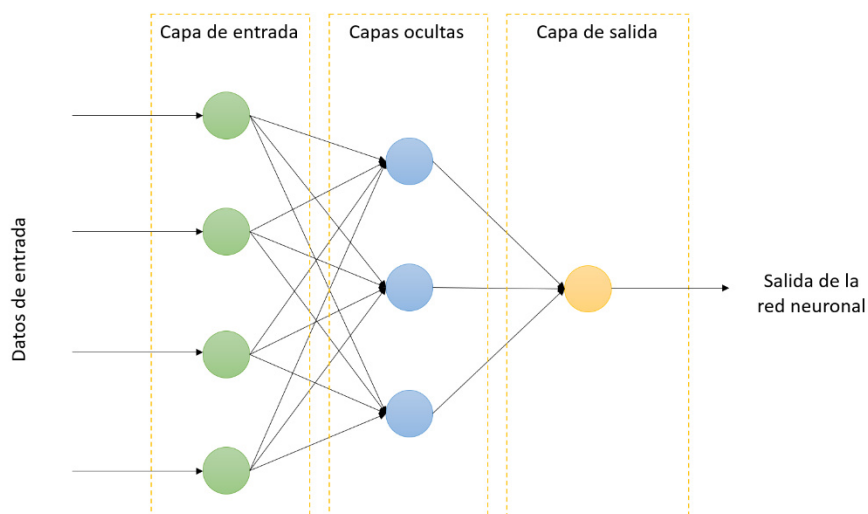 Capa de entrada
Capas ocultas
Capa de salida
Datos de entrada
Salida de la
red neuronal